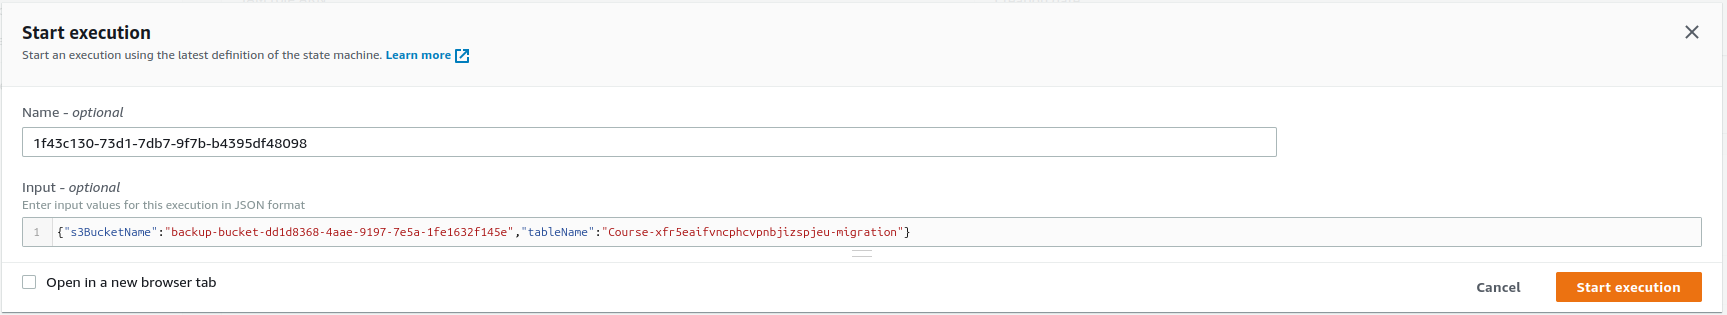 Start execution
Start an execution using the latest definition of the state machine. Learn more
Name - optional
1f43c130-73d1-7db7-9f7b-b4395df48098
Input - optional
Enter input values for this execution in JSON format
1 {"s3BucketName":"backup-bucket-dd1d8368-4aae-9197-7e5a-1fe1632f145e","tableName":"Course-xfr5eaifvncphcvpnbjizspjeu-migration"}
Open in a new browser tab
Cancel
Start execution